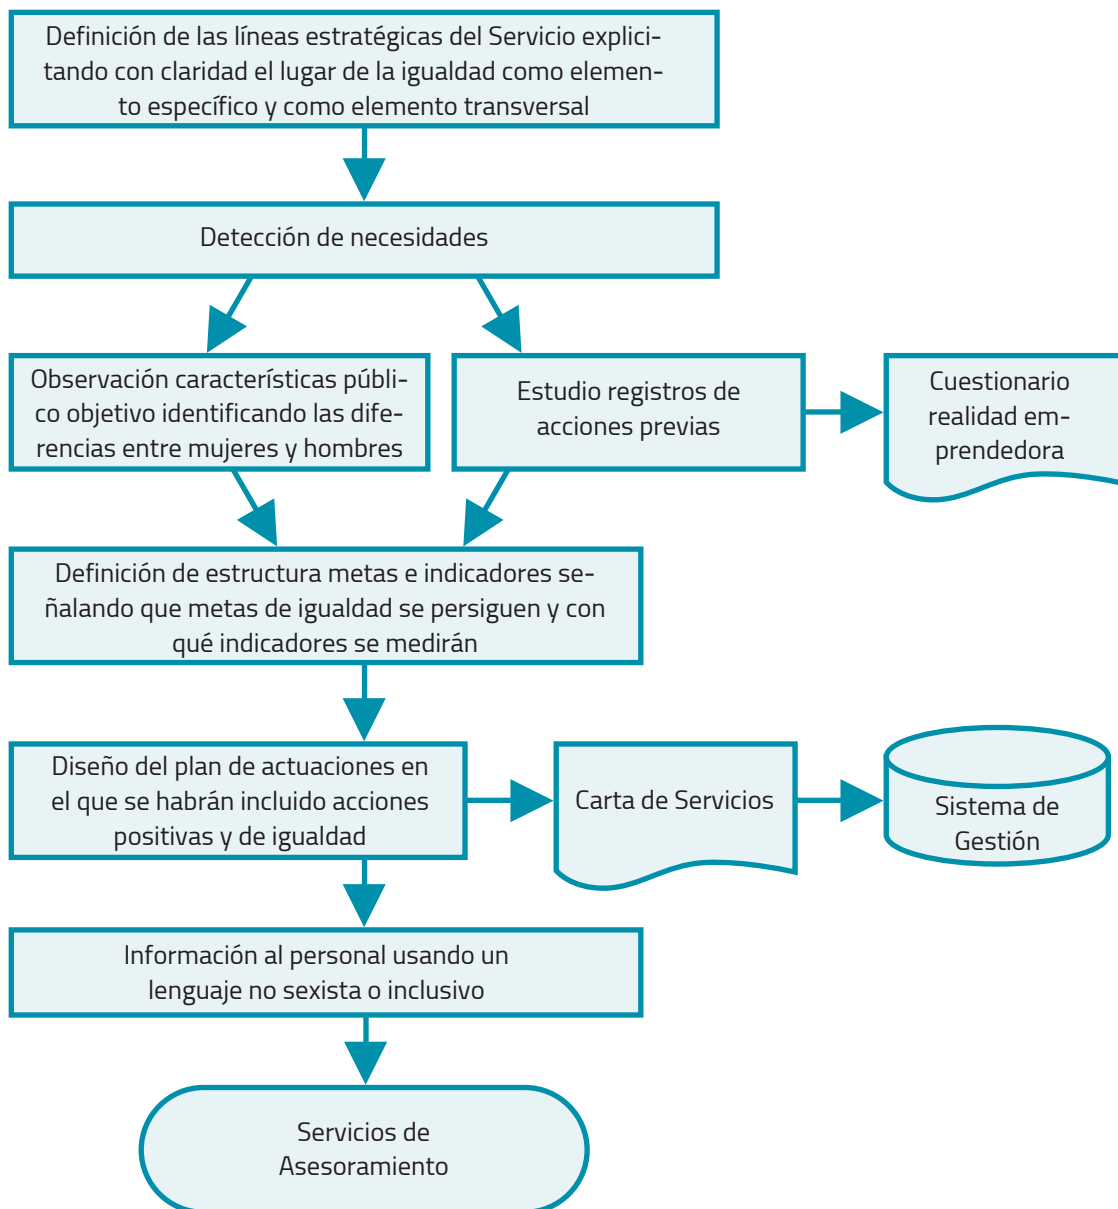 Definición de las líneas estratégicas del Servicio explici-
tando con claridad el lugar de la igualdad como elemen-
to específico y como elemento transversal
Detección de necesidades
Observación características públi-
co objetivo identificando las dife-
rencias entre mujeres y hombres
Estudio registros de
acciones previas
Cuestionario
realidad em-
prendedora
Definición de estructura metas e indicadores se-
ñalando que metas de igualdad se persiguen y con
qué indicadores se medirán
Diseño del plan de actuaciones en
el que se habrán incluido acciones
positivas y de igualdad
Carta de Servicios
Sistema de
Gestión
Información al personal usando un
lenguaje no sexista o inclusivo
Servicios de
Asesoramiento